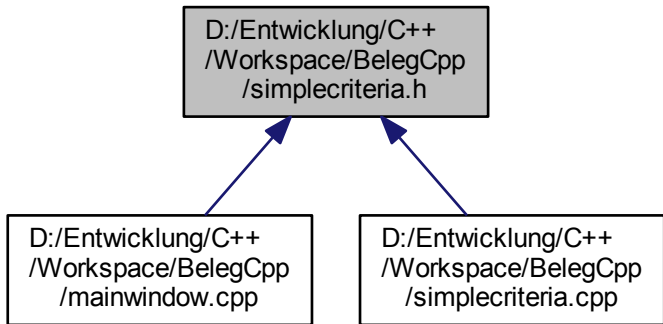 D:/Entwicklung/C++
/Workspace/BelegCpp
/simplecriteria.h
D:/Entwicklung/C++
/Workspace/BelegCpp
/mainwindow.cpp
D:/Entwicklung/C++
/Workspace/BelegCpp
/simplecriteria.cpp